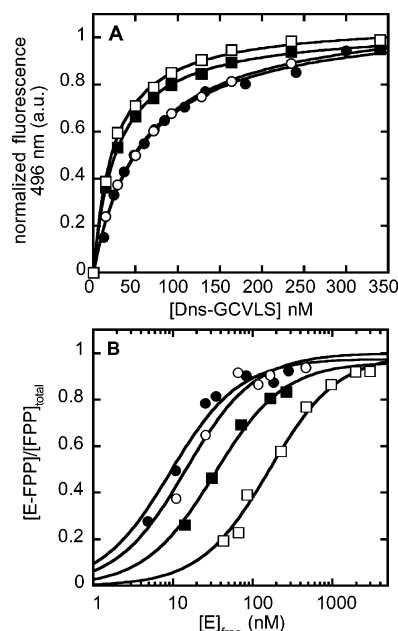 A
normalized fluorescence
496 nm (a.u.)
1
0.8
0.6
0.4
0.2
0
0 50 100 150 200 250 300 350
[Dns-GCVLS] nM
B
[E-FPP]/[FPP]total
1
0.8
0.6
0.4
0.2
0
1 10 100 1000
[E]free (nM)